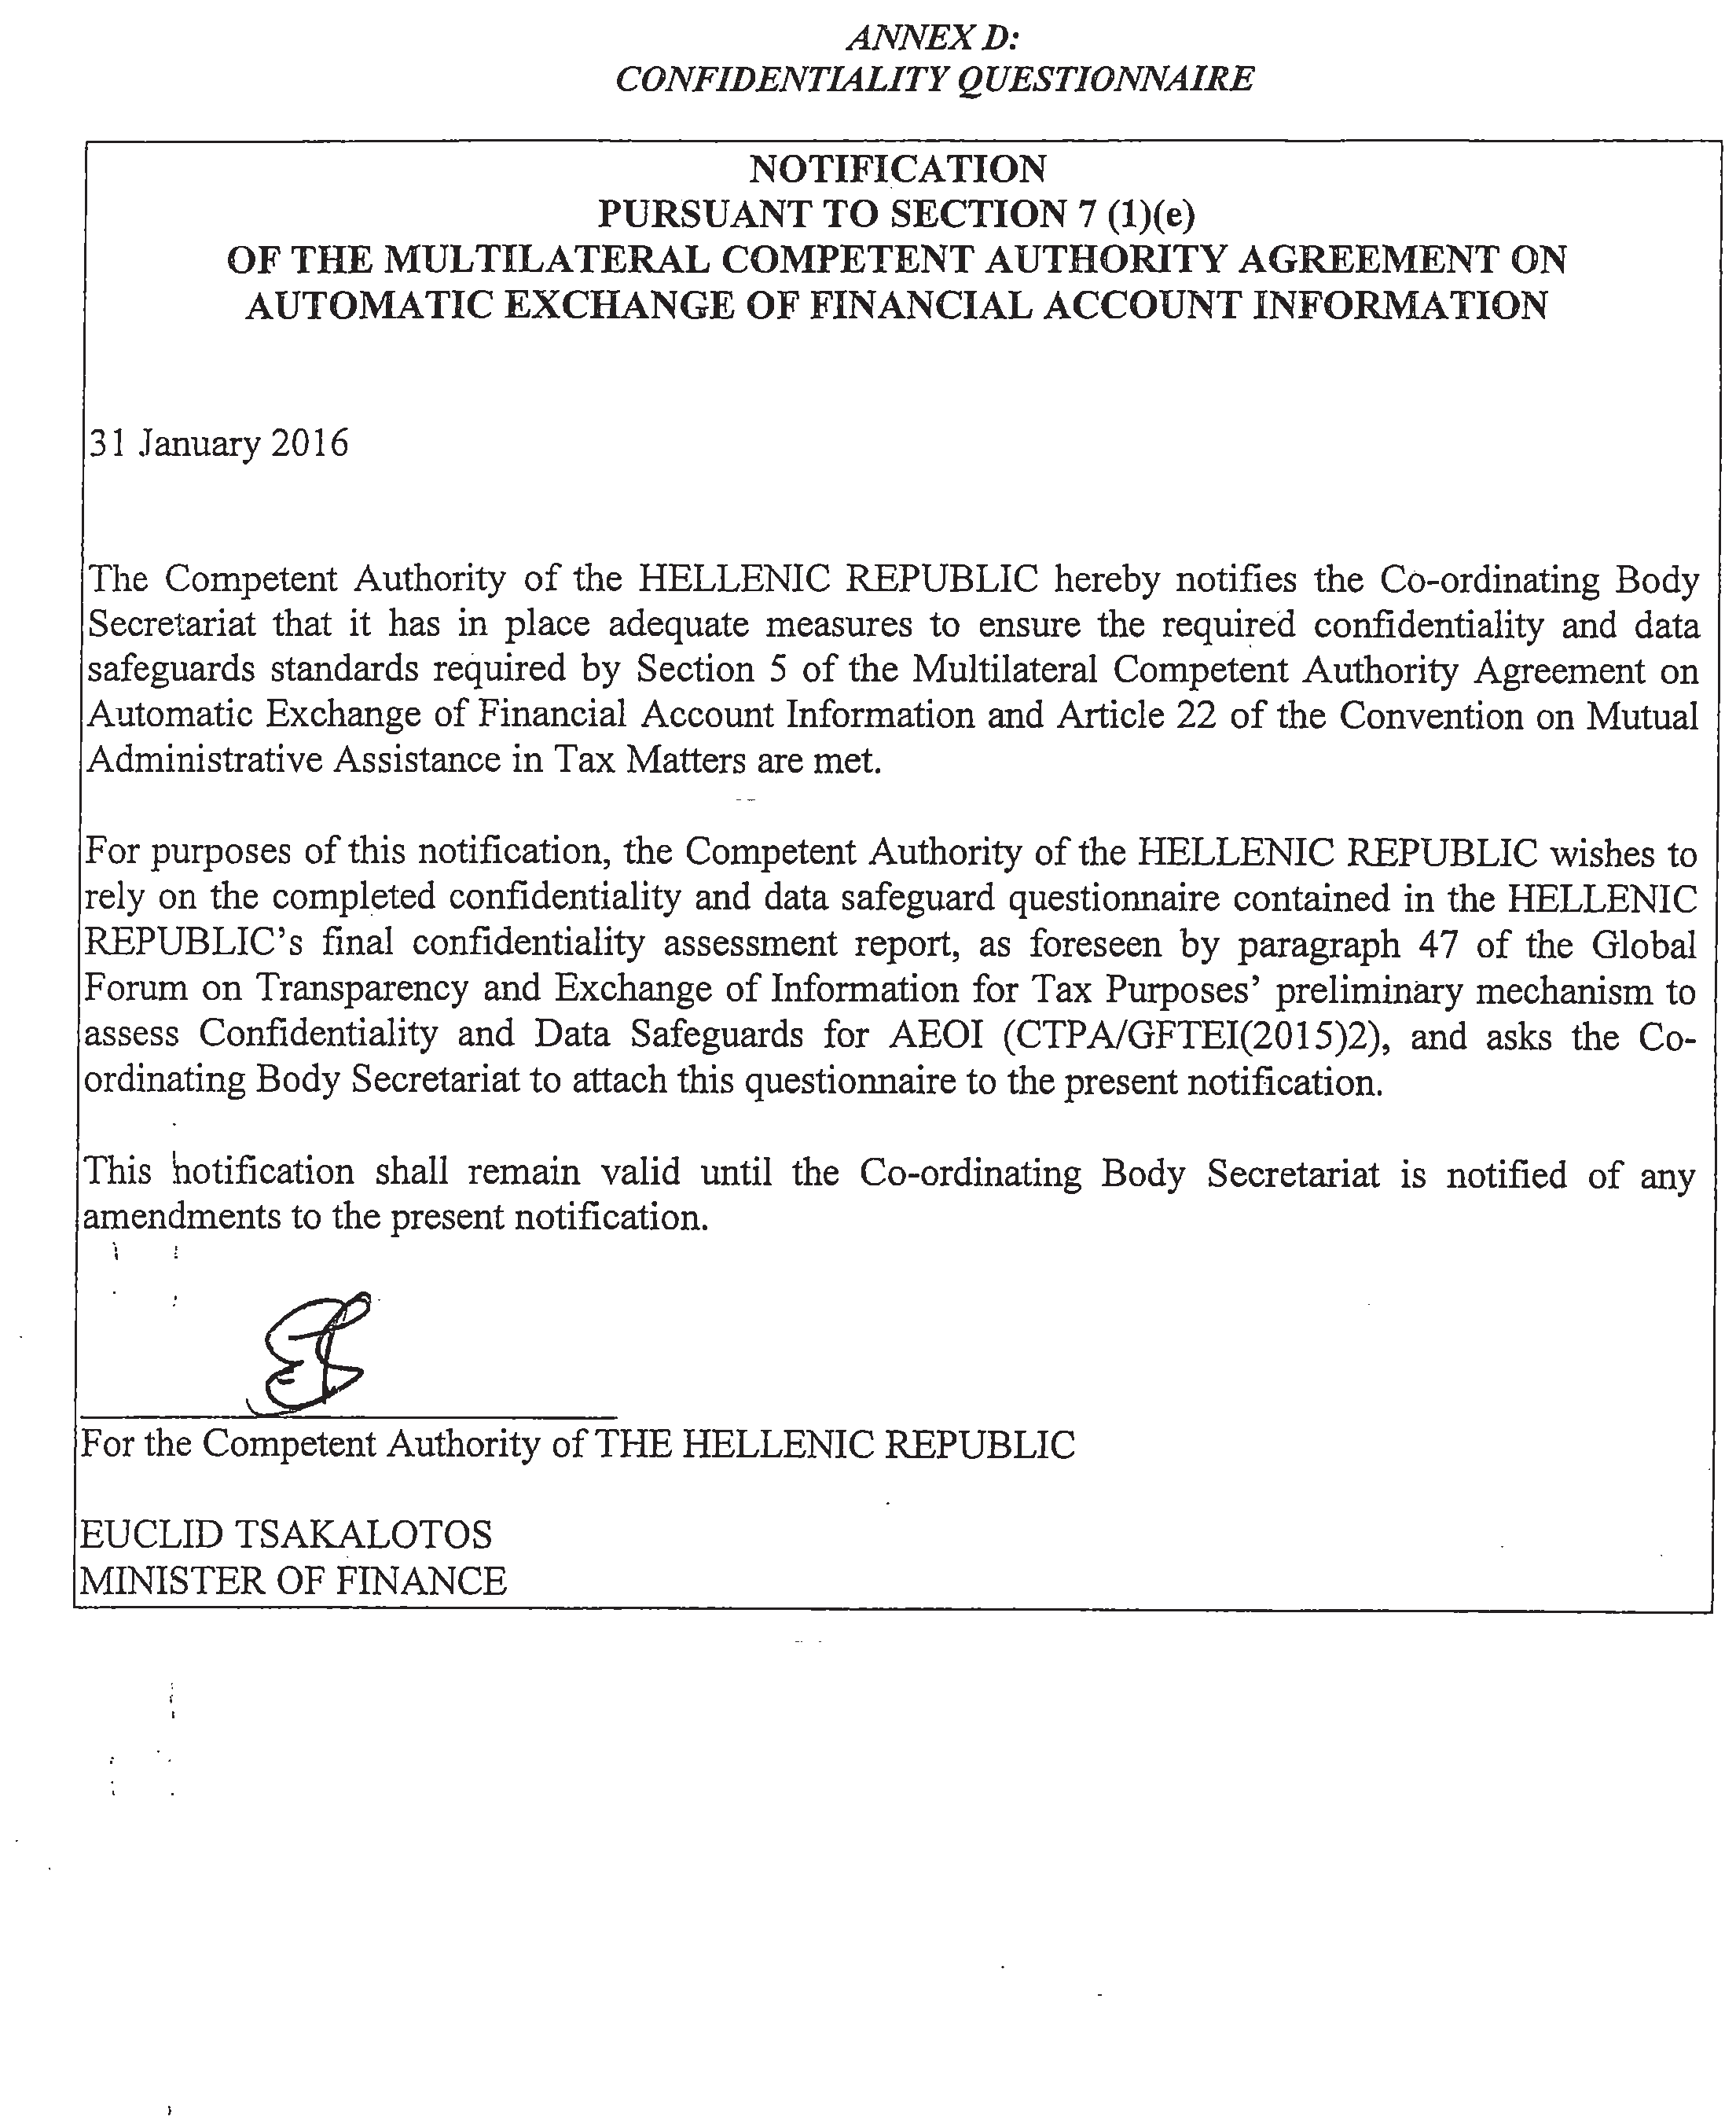 ANNEX D:
CONFIDENTIALITY QUESTIONNAIRE
NOTIFICATION
PURSUANT TO SECTION 7 (1)(e)
OF THE MULTILATERAL COMPETENT AUTHORITY AGREEMENT ON
AUTOMATIC EXCHANGE OF FINANCIAL ACCOUNT INFORMATION
31 January 2016
The Competent Authority of the HELLENIC REPUBLIC hereby notifies the Co-ordinating Body
Secretariat that it has in place adequate measures to ensure the required confidentiality and data
safeguards standards required by Section 5 of the Multilateral Competent Authority Agreement on
Automatic Exchange of Financial Account Information and Article 22 of the Convention on Mutual
Administrative Assistance in Tax Matters are met.
For purposes of this notification, the Competent Authority of the HELLENIC REPUBLIC wishes to
rely on the completed confidentiality and data safeguard questionnaire contained in the HELLENIC
REPUBLIC's final confidentiality assessment report, as foreseen by paragraph 47 of the Global
Forum on Transparency and Exchange of Information for Tax Purposes' preliminary mechanism to
assess Confidentiality and Data Safeguards for AEOI (CTPA/GFTEI(2015)2), and asks the Co-
ordinating Body Secretariat to attach this questionnaire to the present notification.
This notification shall remain valid until the Co-ordinating Body Secretariat is notified of any
amendments to the present notification.
For the Competent Authority of THE HELLENIC REPUBLIC
EUCLID TSAKALOTOS
MINISTER OF FINANCE